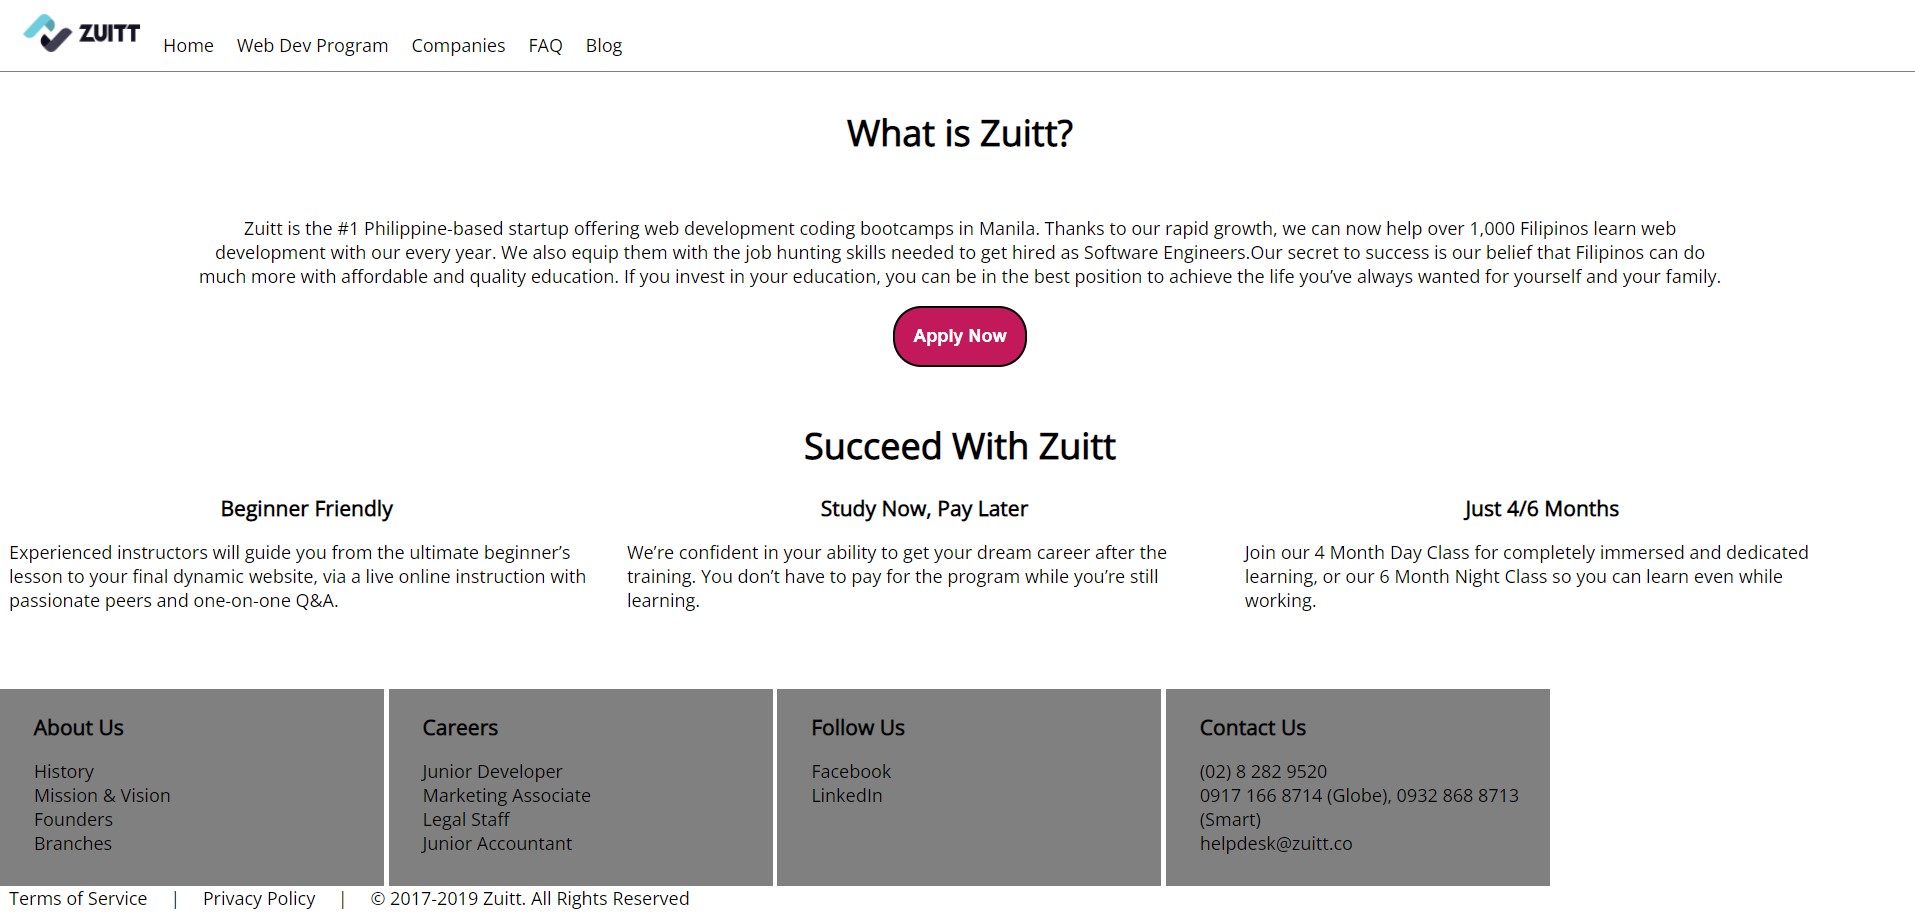 ZUITT
Home Web Dev Program Companies FAQ Blog
What is Zuitt?
Zuitt is the #1 Philippine-based startup offering web development coding bootcamps in Manila. Thanks to our rapid growth, we can now help over 1,000 Filipinos learn web
development with our every year. We also equip them with the job hunting skills needed to get hired as Software Engineers.Our secret to success is our belief that Filipinos can do
much more with affordable and quality education. If you invest in your education, you can be in the best position to achieve the life you’ve always wanted for yourself and your family.
Apply Now
Succeed With Zuitt
Beginner Friendly
Experienced instructors will guide you from the ultimate beginner’s
lesson to your final dynamic website, via a live online instruction with
passionate peers and one-on-one Q&A.
Study Now, Pay Later
We’re confident in your ability to get your dream career after the
training. You don’t have to pay for the program while you’re still
learning.
Just 4/6 Months
Join our 4 Month Day Class for completely immersed and dedicated
learning, or our 6 Month Night Class so you can learn even while
working.
About Us
History
Mission & Vision
Founders
Branches
Careers
Junior Developer
Marketing Associate
Legal Staff
Junior Accountant
Follow Us
Facebook
LinkedIn
Contact Us
(02) 8 282 9520
0917 166 8714 (Globe), 0932 868 8713
(Smart)
helpdesk@zuitt.co
Terms of Service | Privacy Policy | © 2017-2019 Zuitt. All Rights Reserved